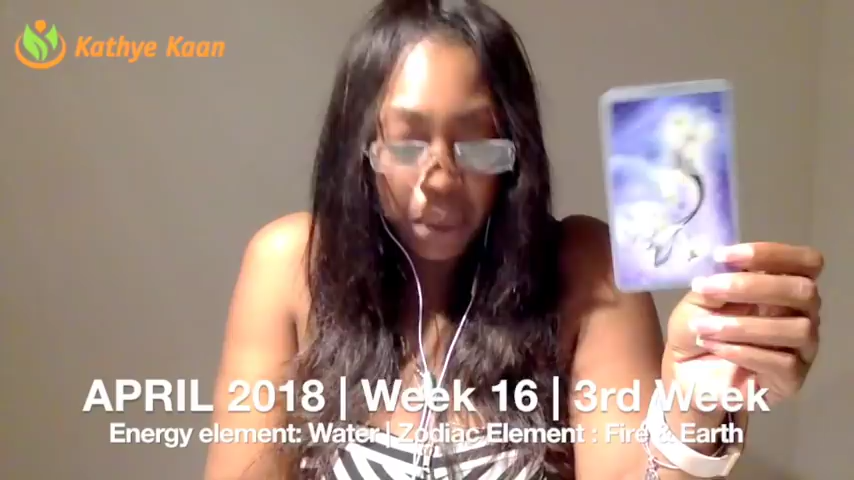 Kathye Kaan
APRIL 2018 | Week 16 | 3rd Week
Energy element: Water | Zodiac Element : Fire & Earth